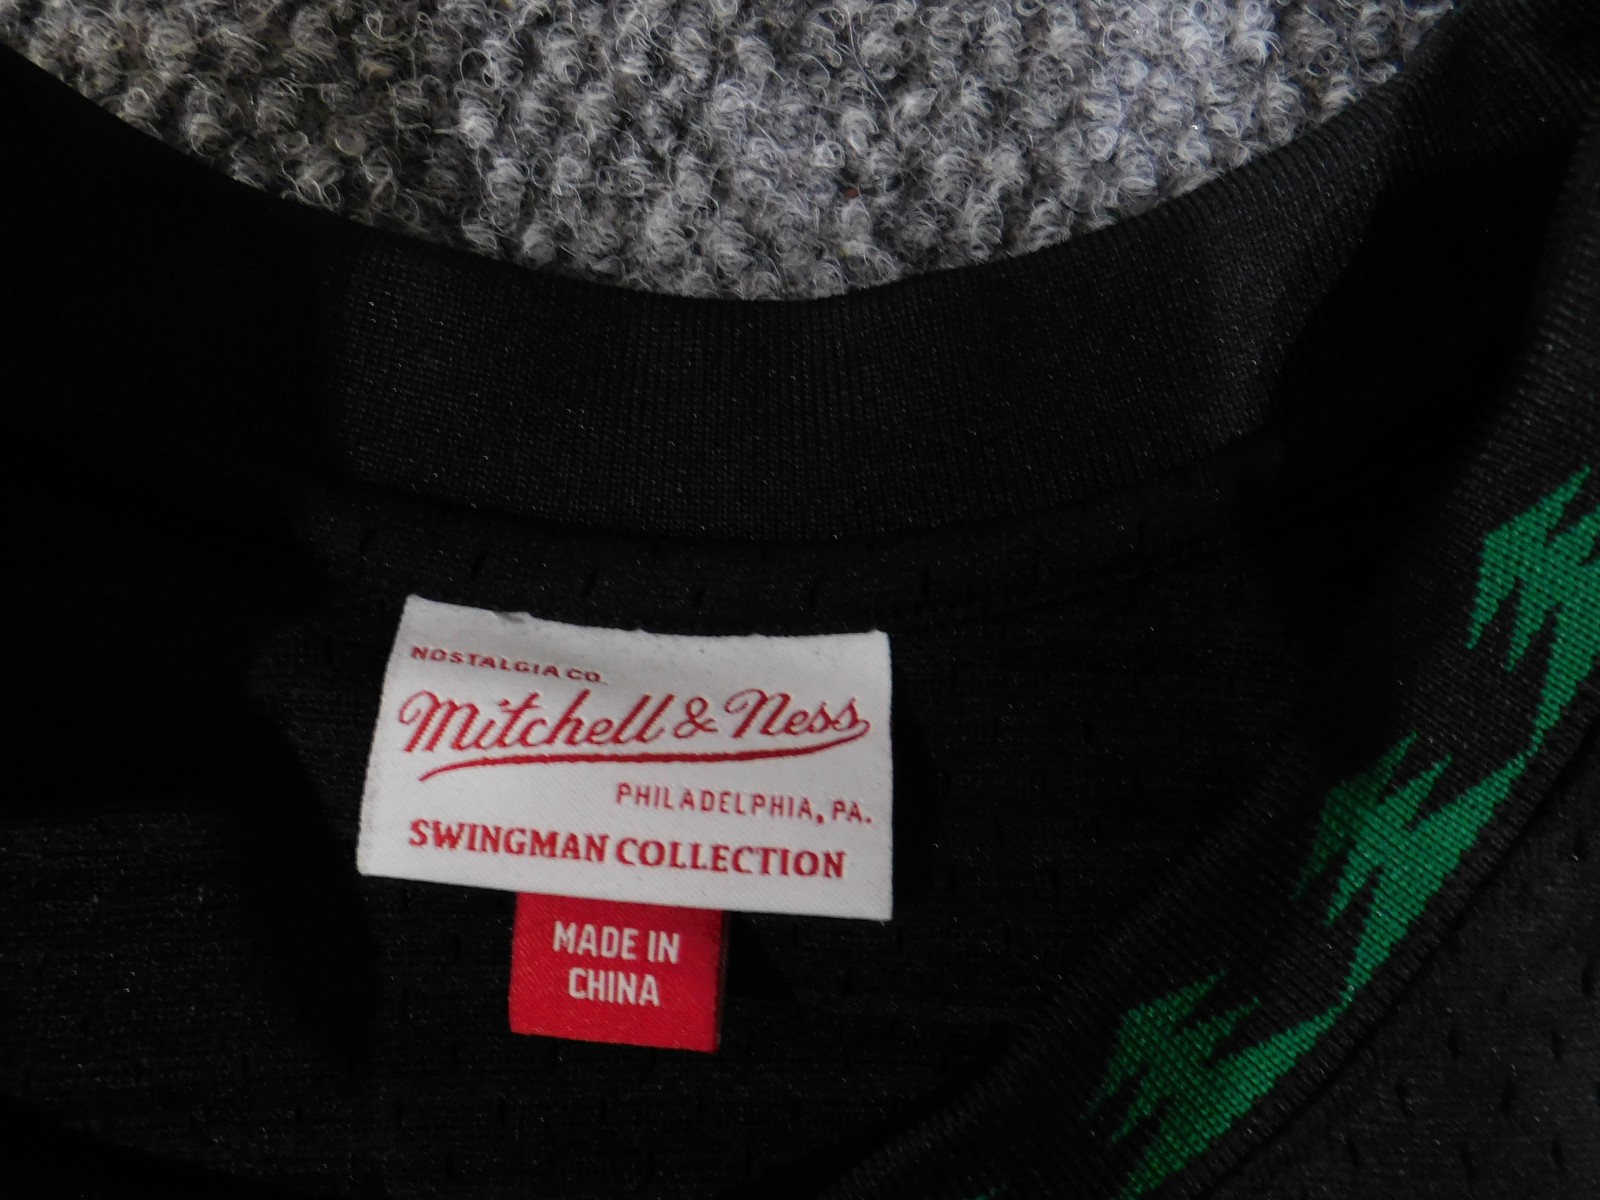 NOSTALGIA CO.
Mitchell & Ness
PHILADELPHIA, PA.
SWINGMAN COLLECTION
MADE IN
CHINA